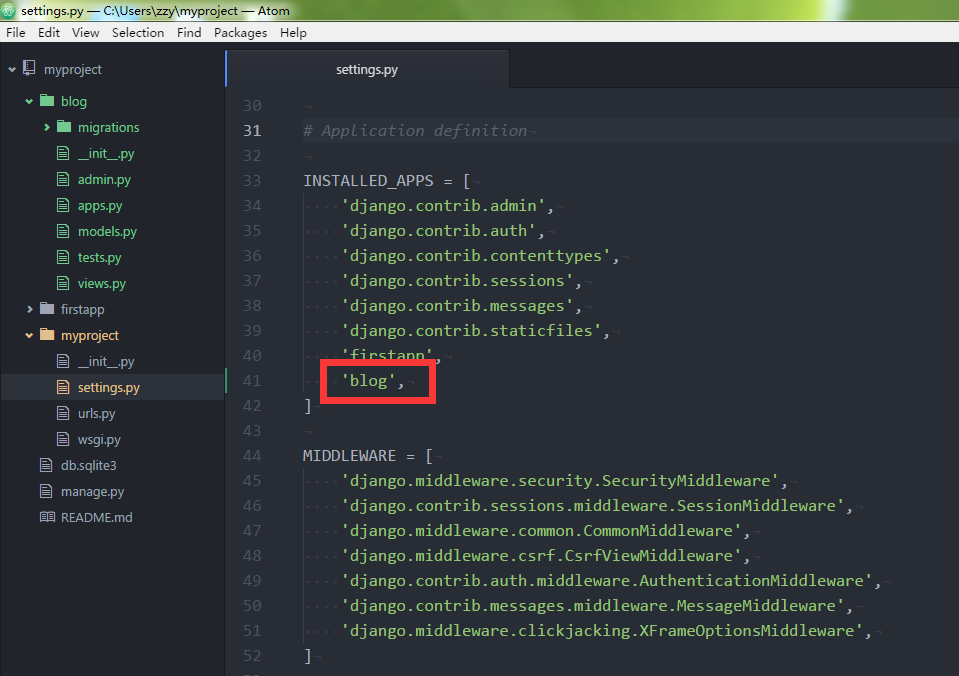 settings.py — C:\Users\zzy\myproject — Atom
File Edit View Selection Find Packages Help
myproject
blog
migrations
__init__.py
admin.py
apps.py
models.py
tests.py
views.py
firstapp
myproject
__init__.py
settings.py
urls.py
wsgi.py
db.sqlite3
manage.py
README.md
settings.py
30
31 # Application definition
32
33 INSTALLED_APPS = [
34 'django.contrib.admin',
35 'django.contrib.auth',
36 'django.contrib.contenttypes',
37 'django.contrib.sessions',
38 'django.contrib.messages',
39 'django.contrib.staticfiles',
40 'firstapp',
41 'blog',
42 ]
43
44 MIDDLEWARE = [
45 'django.middleware.security.SecurityMiddleware',
46 'django.contrib.sessions.middleware.SessionMiddleware',
47 'django.middleware.common.CommonMiddleware',
48 'django.middleware.csrf.CsrfViewMiddleware',
49 'django.contrib.auth.middleware.AuthenticationMiddleware',
50 'django.contrib.messages.middleware.MessageMiddleware',
51 'django.middleware.clickjacking.XFrameOptionsMiddleware',
52 ]